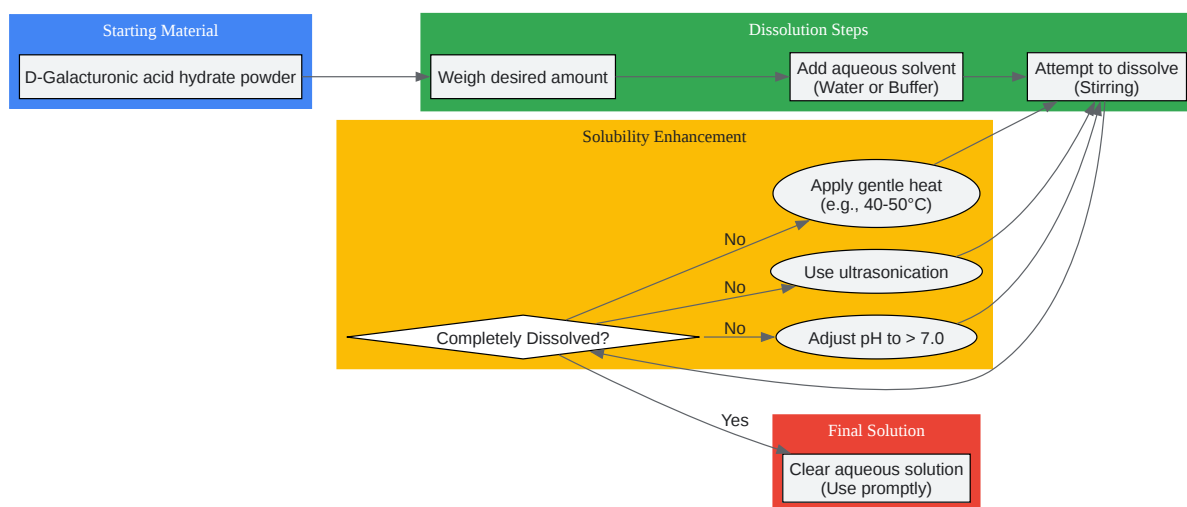 Starting Material
D-Galacturonic acid hydrate powder
Dissolution Steps
Weigh desired amount
Add aqueous solvent
(Water or Buffer)
Attempt to dissolve
(Stirring)
Solubility Enhancement
Apply gentle heat
(e.g., 40-50°C)
No
Use ultrasonication
No
Completely Dissolved?
No
Adjust pH to > 7.0
Yes
Final Solution
Clear aqueous solution
(Use promptly)